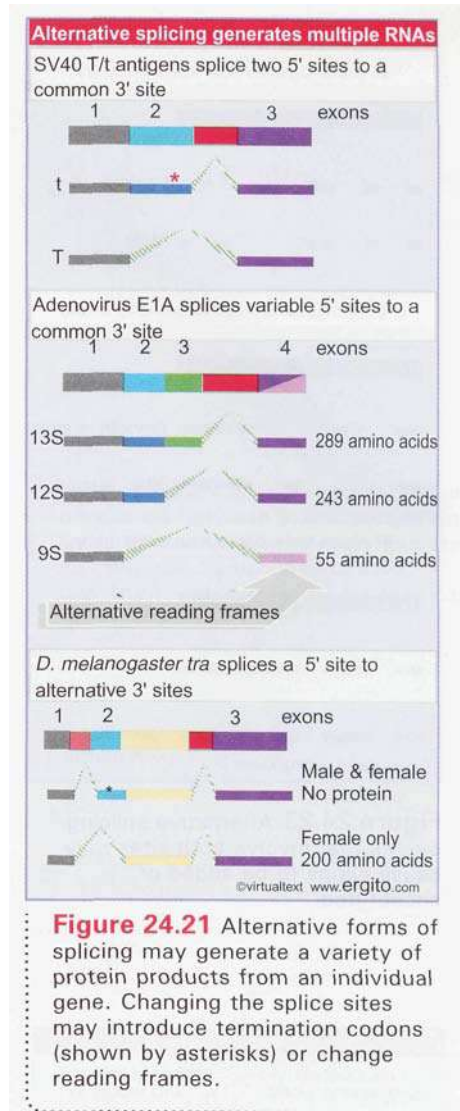 Alternative splicing generates multiple RNAs
SV40 T/t antigens splice two 5' sites to a
common 3' site
1 2 3 exons
*
t
T
Adenovirus E1A splices variable 5' sites to a
common 3' site
1 2 3 4 exons
13S 289 amino acids
12S 243 amino acids
9S 55 amino acids
Alternative reading frames
D. melanogaster tra splices a 5' site to
alternative 3' sites
1 2 3 exons
Male & female
* No protein
Female only
200 amino acids
©virtualtext www.ergito.com
Figure 24.21 Alternative forms of
splicing may generate a variety of
protein products from an individual
gene. Changing the splice sites
may introduce termination codons
(shown by asterisks) or change
reading frames.